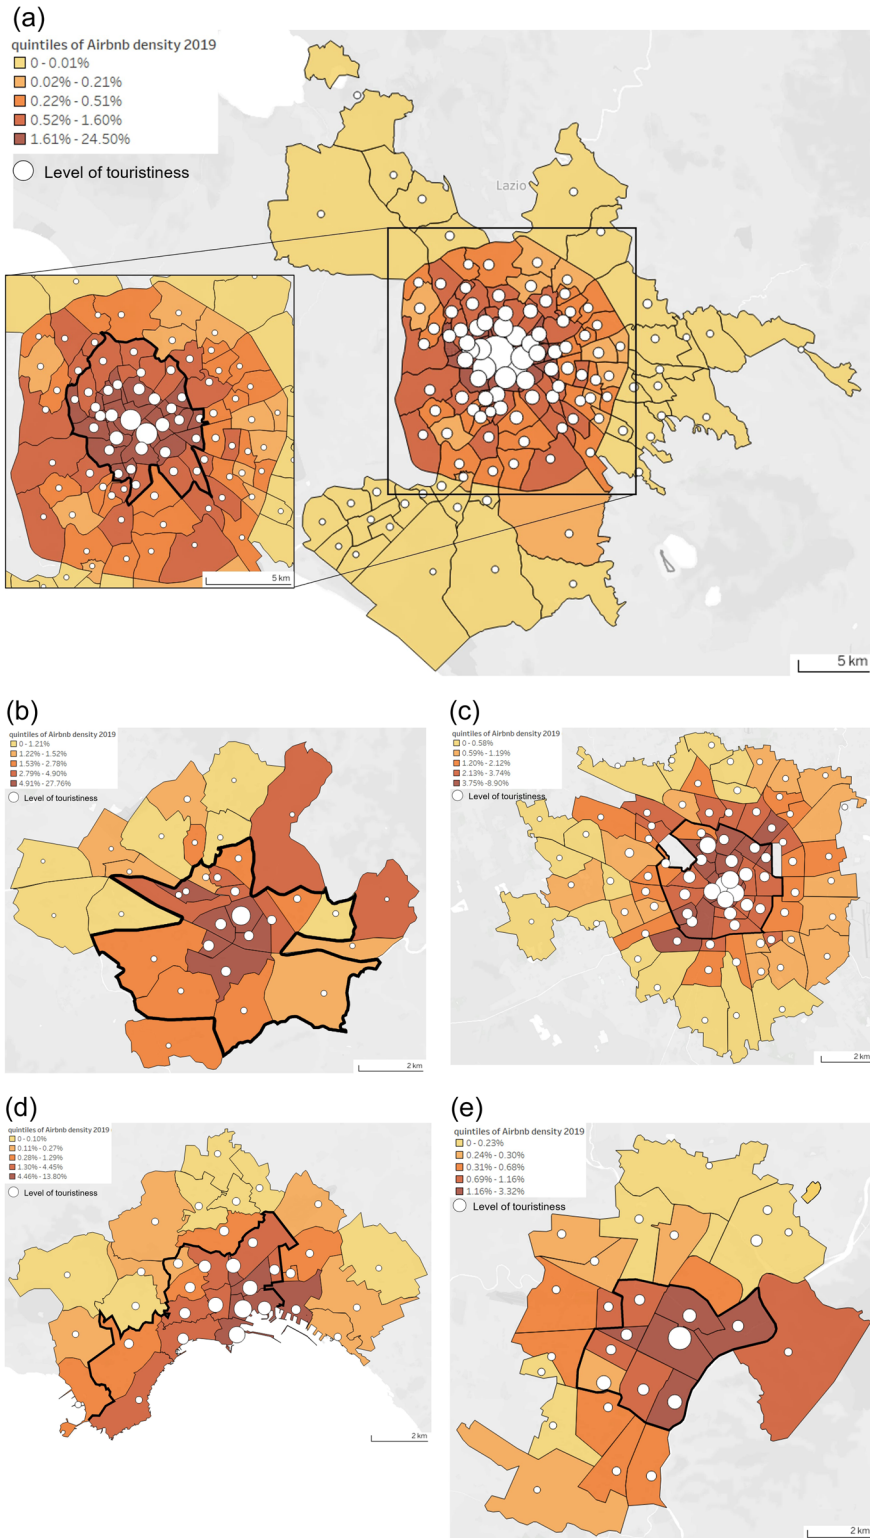 (a)
quintiles of Airbnb density 2019
0 - 0.01%
0.02% - 0.21%
0.22% - 0.51%
0.52% - 1.60%
1.61% - 24.50%
Level of touristiness
Lazio
5 km
5 km
(b)
quintiles of Airbnb density 2019
0 - 1.21%
1.22% - 1.52%
1.53% - 2.78%
2.79% - 4.90%
4.91% - 27.76%
Level of touristiness
2 km
(c)
quintiles of Airbnb density 2019
0 - 0.58%
0.59% - 1.19%
1.20% - 2.12%
2.13% - 3.74%
3.75% -8.90%
Level of touristiness
2 km
(d)
quintiles of Airbnb density 2019
0 - 0.10%
0.11% - 0.27%
0.28% - 1.29%
1.30% - 4.45%
4.46% - 13.80%
Level of touristiness
2 km
(e)
quintiles of Airbnb density 2019
0 - 0.23%
0.24% - 0.30%
0.31% - 0.68%
0.69% - 1.16%
1.16% - 3.32%
Level of touristiness
2 km